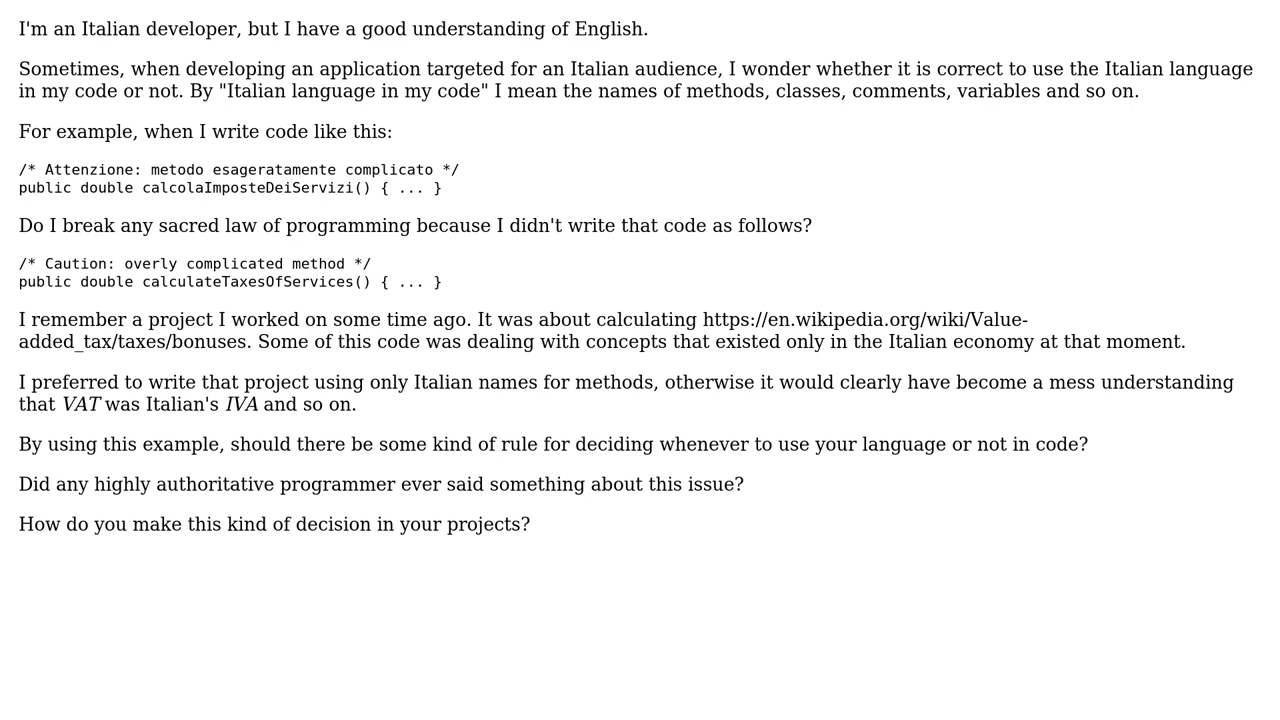 I'm an Italian developer, but I have a good understanding of English.
Sometimes, when developing an application targeted for an Italian audience, I wonder whether it is correct to use the Italian language
in my code or not. By "Italian language in my code" I mean the names of methods, classes, comments, variables and so on.
For example, when I write code like this:
/* Attenzione: metodo esageratamente complicato */
public double calcolaImposteDeiServizi() { ... }
Do I break any sacred law of programming because I didn't write that code as follows?
/* Caution: overly complicated method */
public double calculateTaxesOfServices() { ... }
I remember a project I worked on some time ago. It was about calculating https://en.wikipedia.org/wiki/Value-
added_tax/taxes/bonuses. Some of this code was dealing with concepts that existed only in the Italian economy at that moment.
I preferred to write that project using only Italian names for methods, otherwise it would clearly have become a mess understanding
that VAT was Italian's IVA and so on.
By using this example, should there be some kind of rule for deciding whenever to use your language or not in code?
Did any highly authoritative programmer ever said something about this issue?
How do you make this kind of decision in your projects?